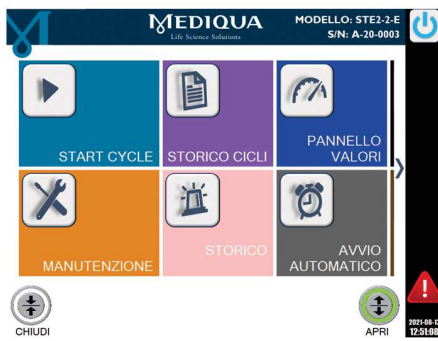 MEDIQUA
Life Science Solutions
MODELLO: STE2-2-E
S/N: A-20-0003
START CYCLE
STORICO CICLI
PANNELLO
VALORI
MANUTENZIONE
STORICO
AVVIO
AUTOMATICO
CHIUDI
APRI
12:51:08